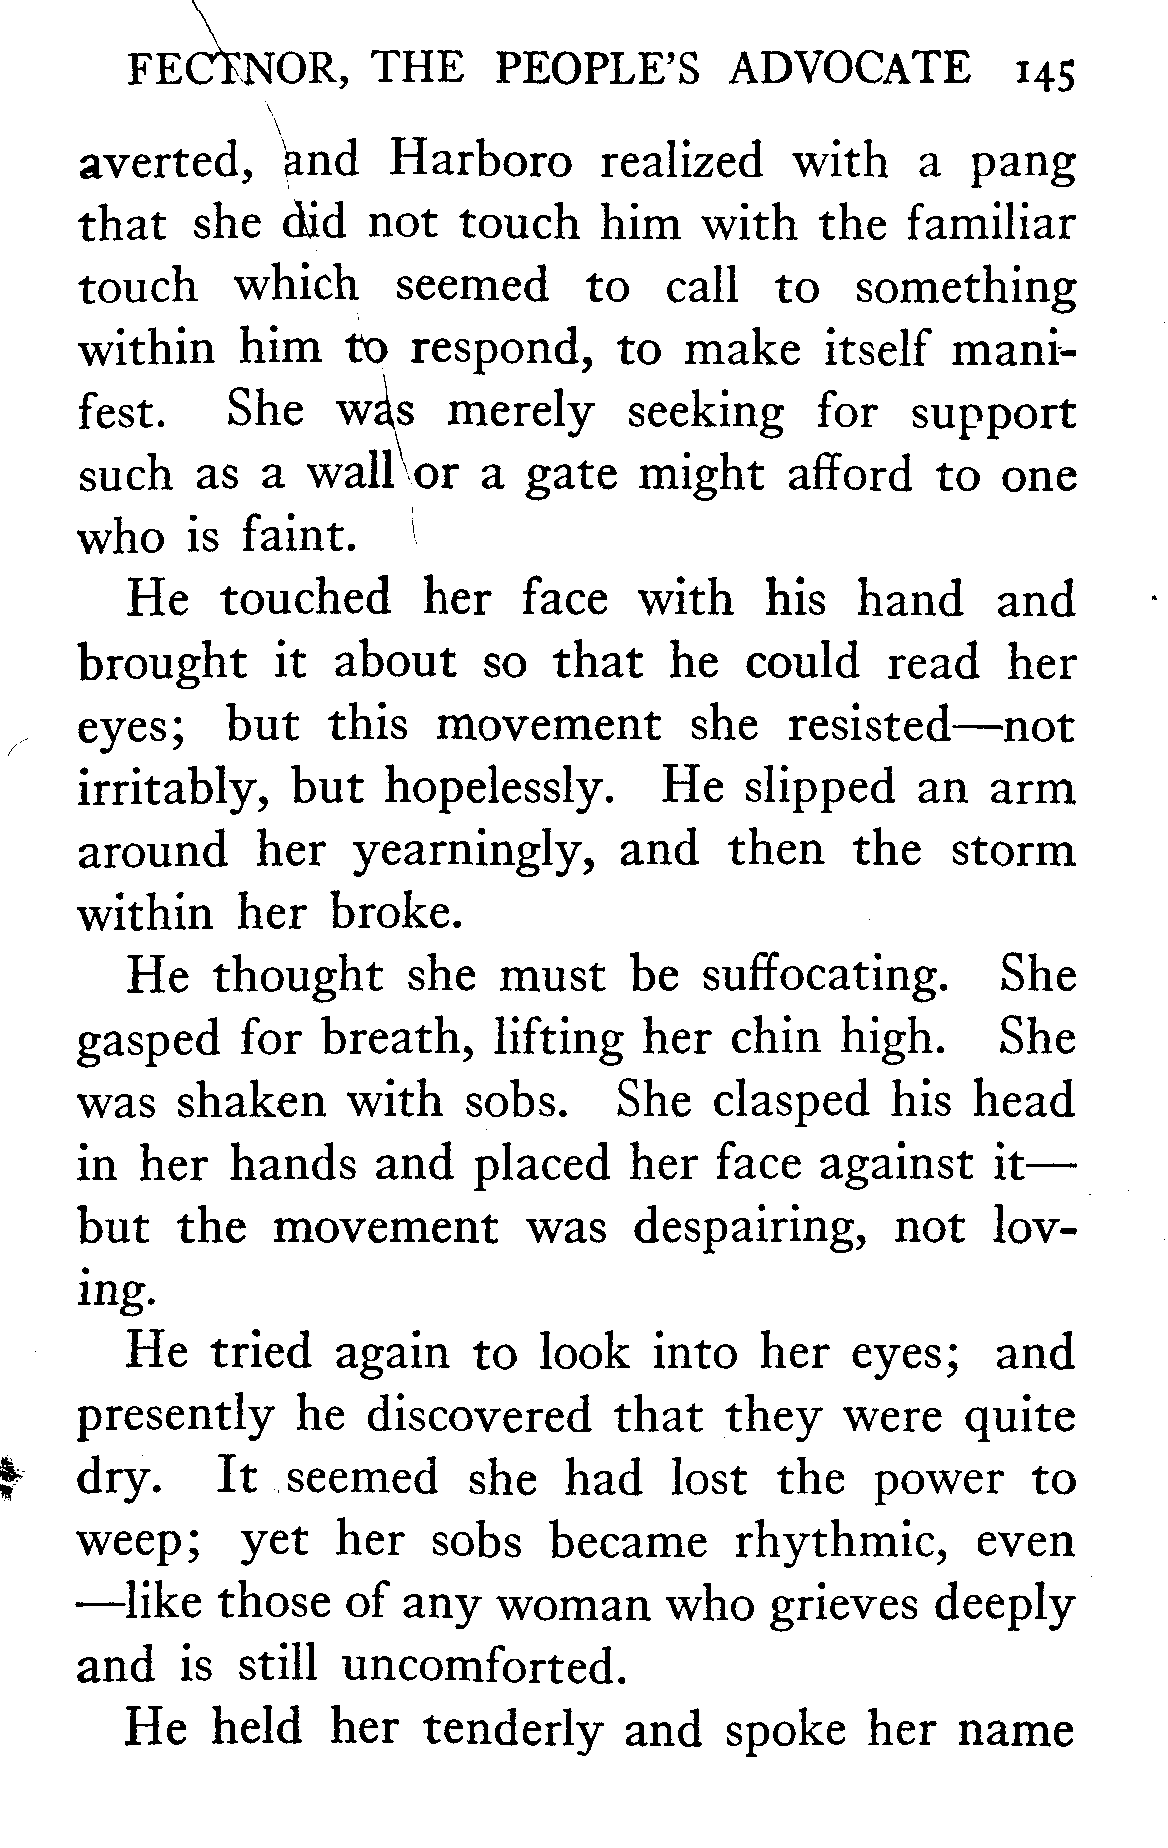 FECTNOR, THE PEOPLE'S ADVOCATE 145
averted, and Harboro realized with a pang
that she did not touch him with the familiar
touch which seemed to call to something
within him to respond, to make itself mani-
fest. She was merely seeking for support
such as a wall or a gate might afford to one
who is faint.
He touched her face with his hand and
brought it about so that he could read her
eyes; but this movement she resisted—not
irritably, but hopelessly. He slipped an arm
around her yearningly, and then the storm
within her broke.
He thought she must be suffocating. She
gasped for breath, lifting her chin high. She
was shaken with sobs. She clasped his head
in her hands and placed her face against it—
but the movement was despairing, not lov-
ing.
He tried again to look into her eyes; and
presently he discovered that they were quite
dry. It seemed she had lost the power to
weep; yet her sobs became rhythmic, even
—like those of any woman who grieves deeply
and is still uncomforted.
He held her tenderly and spoke her name